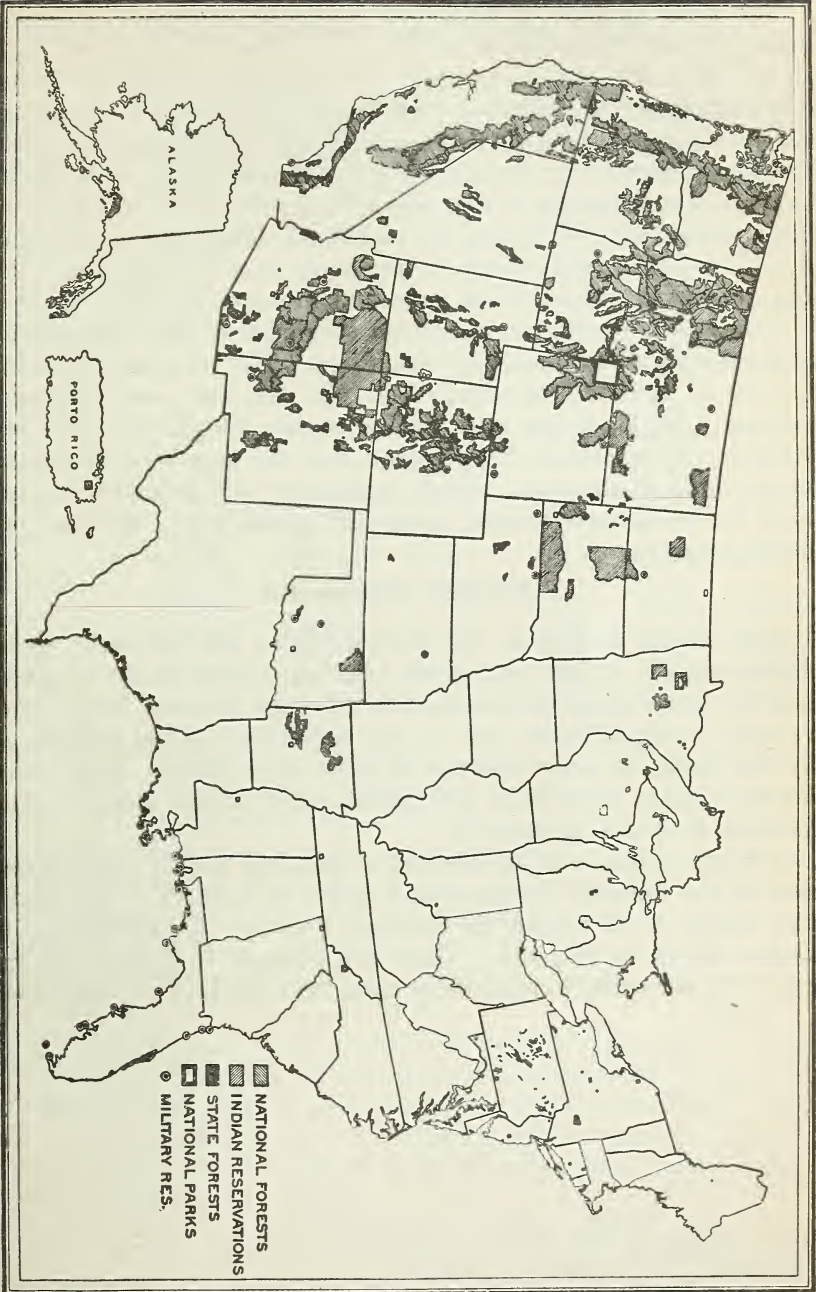 ALASKA
PORTO RICO
NATIONAL FORESTS
INDIAN RESERVATIONS
STATE FORESTS
NATIONAL PARKS
MILITARY RES.